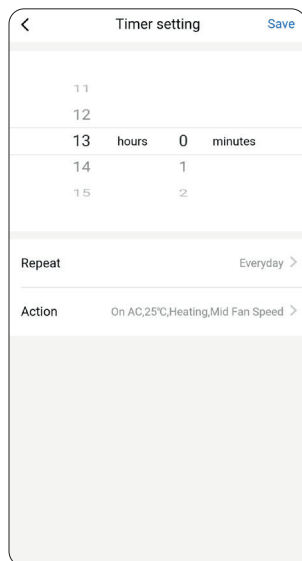 Timer setting
Save
11
12
13 hours 0 minutes
14 1
15 2
Repeat Everyday
Action On AC,25℃,Heating,Mid Fan Speed